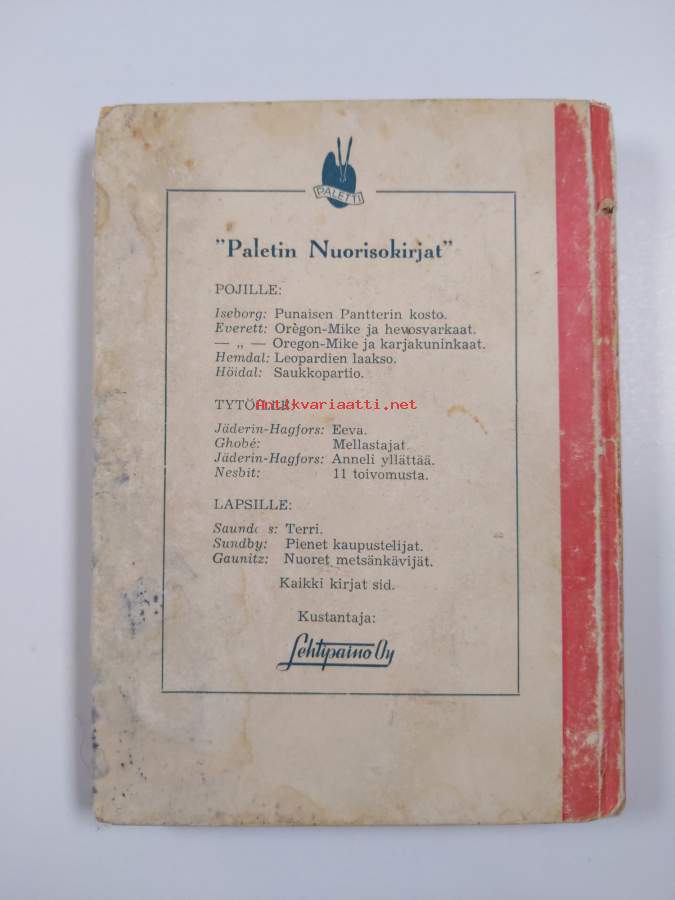 PALETTI
"Paletin Nuorisokirjat"
POJILLE:
Iseborg: Punaisen Pantterin kosto.
Everett: Oregon-Mike ja hevosvarkaat.
— „ — Oregon-Mike ja karjakuninkaat.
Hemdal: Leopardien laakso.
Höidal: Saukkopartio.
Antikvariaatti.net
Jäderin-Hagfors: Eeva.
Ghobé: Mellastajat.
Jäderin-Hagfors: Anneli yllättää.
Nesbit: 11 toivomusta.
LAPSILLE:
Terri.
Sundby: Pienet kaupustelijat.
Gaunitz: Nuoret metsänkävijät.
Kaikki kirjat sid.
Kustantaja:
Lehtipaino Oy